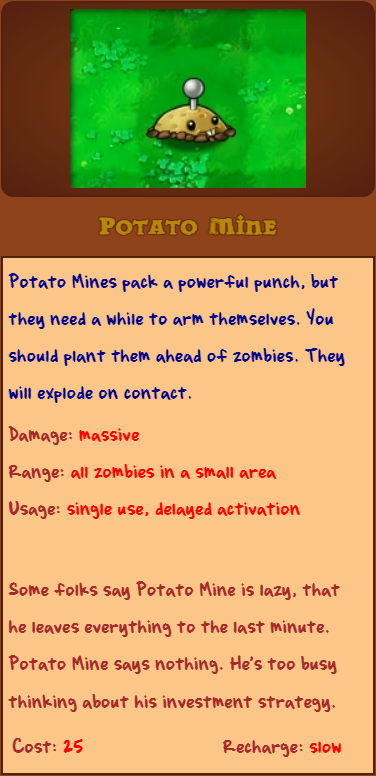 Potato Mine
Potato Mines pack a powerful punch, but
they need a while to arm themselves. You
should plant them ahead of zombies. They
will explode on contact.
Damage: massive
Range: all zombies in a small area
Usage: single use, delayed activation
Some folks say Potato Mine is lazy, that
he leaves everything to the last minute.
Potato Mine says nothing. He's too busy
thinking about his investment strategy.
Cost: 25 Recharge: slow